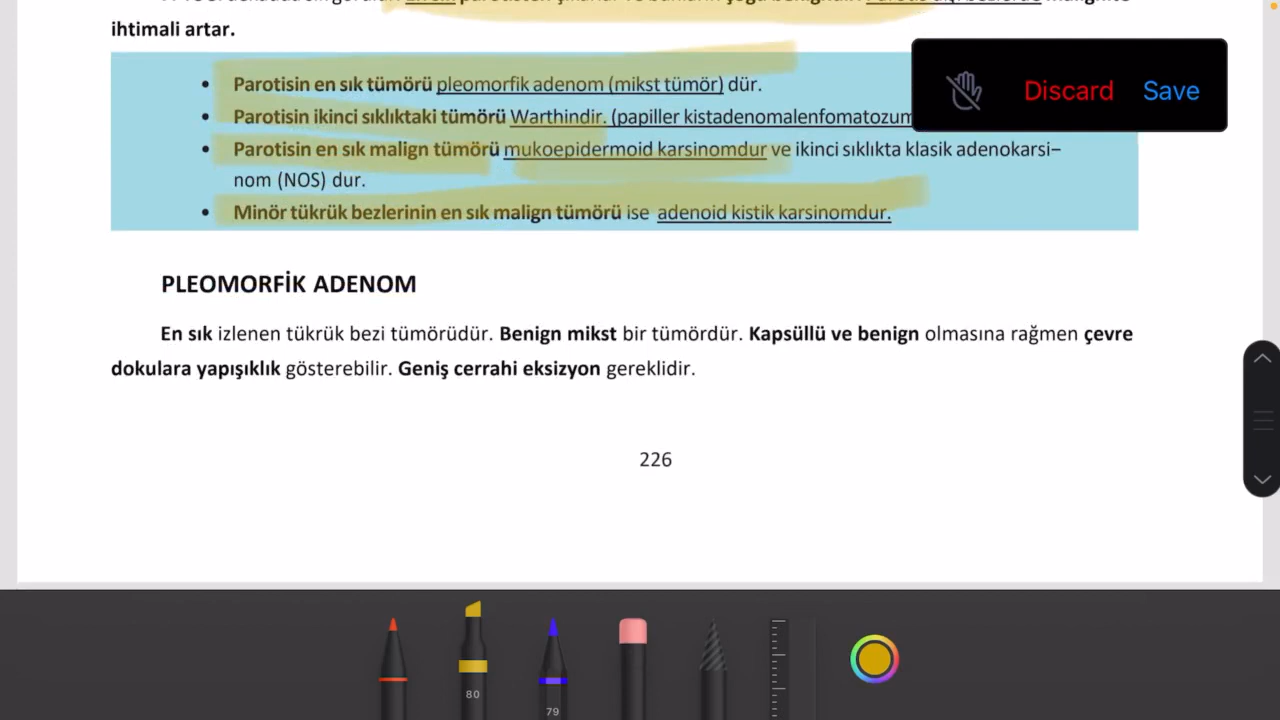 ihtimali artar.
Discard Save
• Parotisin en sık tümörü pleomorfik adenom (mikst tümör) dür.
• Parotisin ikinci sıklıktaki tümörü Warthindir. (papiller kistadenomalenfomatozum
• Parotisin en sık malign tümörü mukoepidermoid karsinomdur ve ikinci sıklıkta klasik adenokarsi–
nom (NOS) dur.
• Minör tükrük bezlerinin en sık malign tümörü ise adenoid kistik karsinomdur.
PLEOMORFİK ADENOM
En sık izlenen tükrük bezi tümörüdür. Benign mikst bir tümördür. Kapsüllü ve benign olmasına rağmen çevre
dokulara yapışıklık gösterebilir. Geniş cerrahi eksizyon gereklidir.
226
80
79